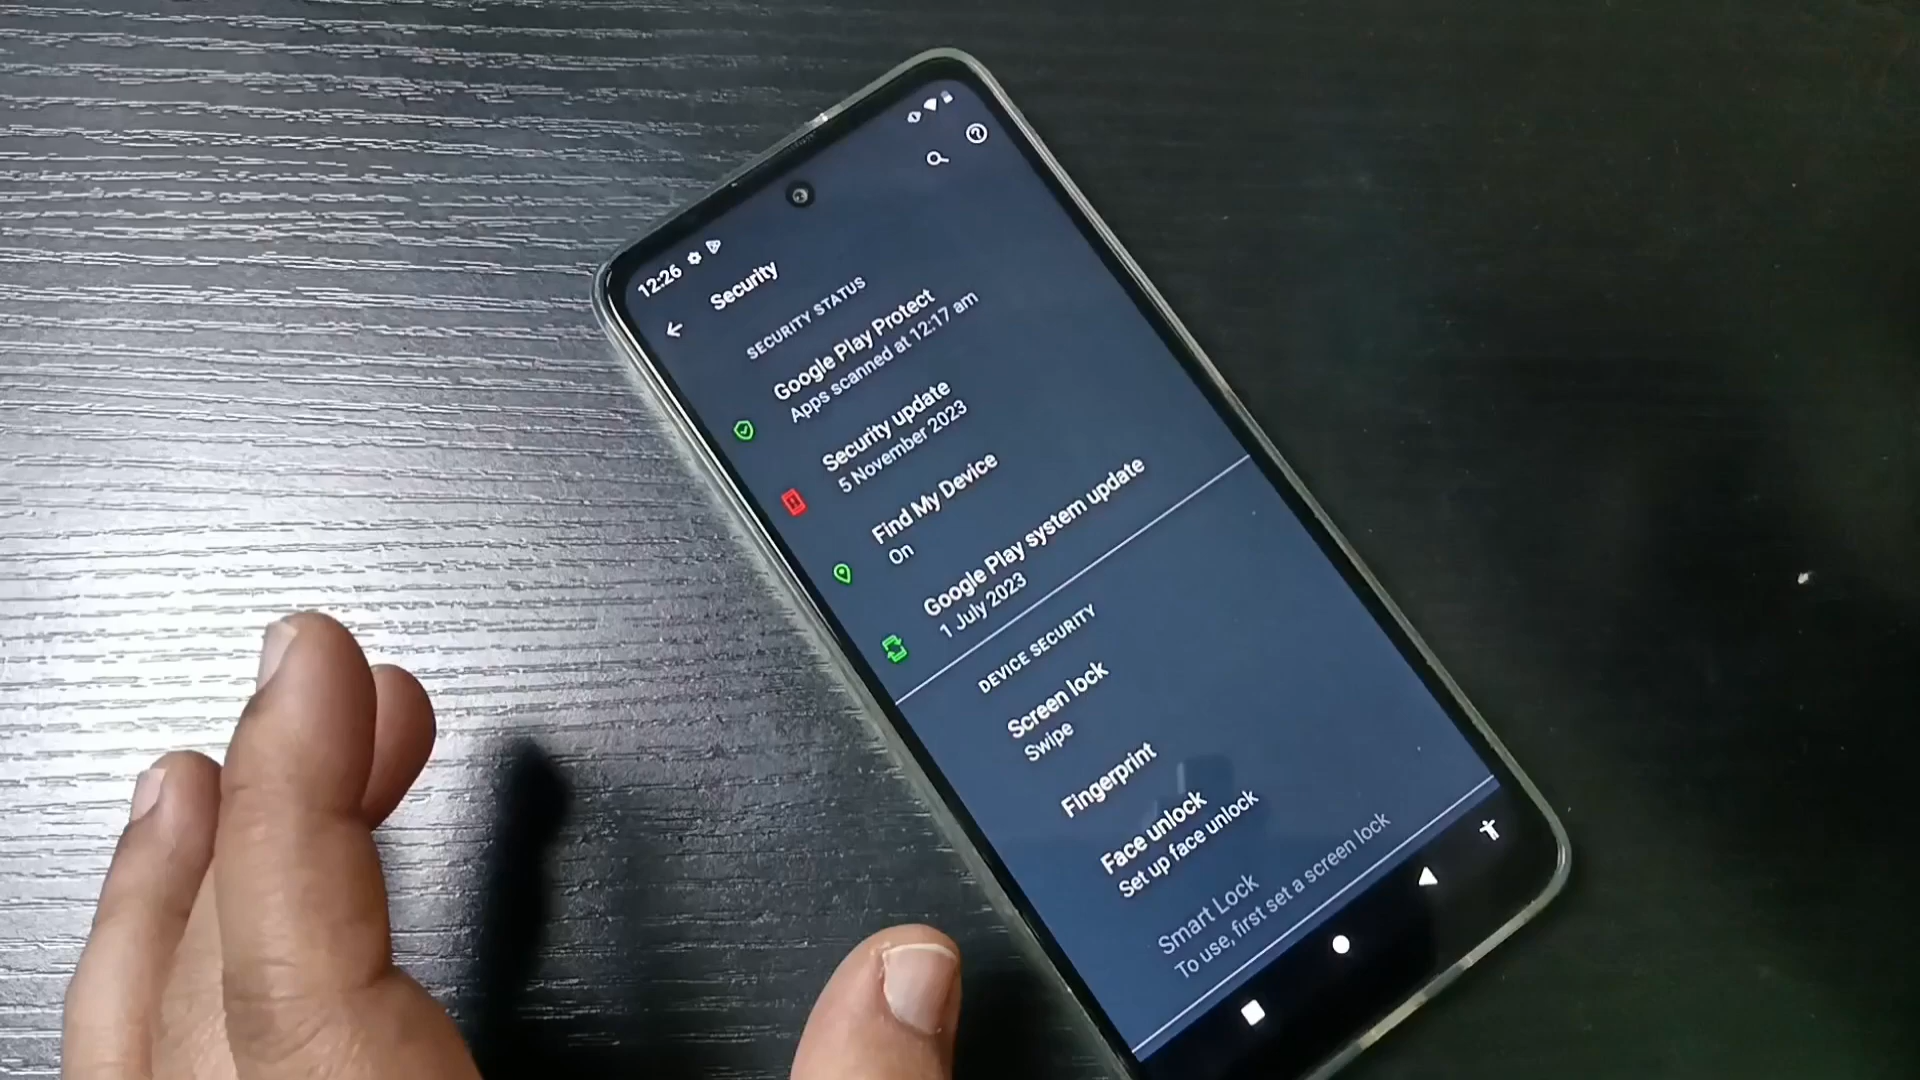 12:26
Security
SECURITY STATUS
Google Play Protect
Apps scanned at 12:17 am
Security update
5 November 2023
Find My Device
On
Google Play system update
1 July 2023
DEVICE SECURITY
Screen lock
Swipe
Fingerprint
Face unlock
Set up face unlock
Smart Lock
To use, first set a screen lock